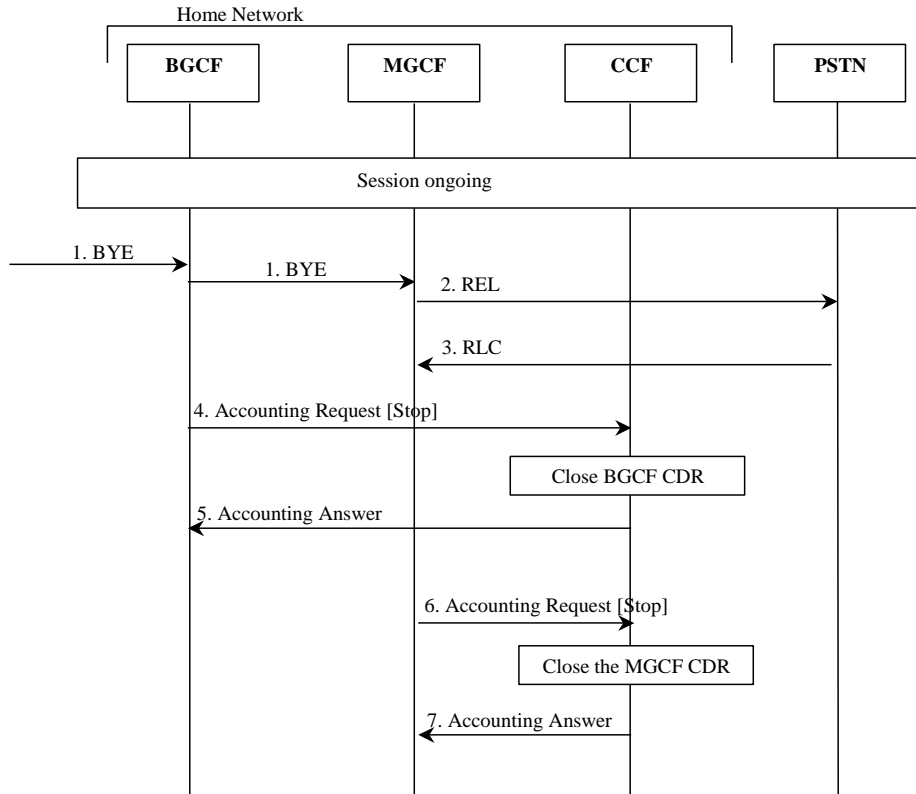 Home Network
BGCF
MGCF
CCF
PSTN
Session ongoing
1. BYE
1. BYE
2. REL
3. RLC
4. Accounting Request [Stop]
Close BGCF CDR
5. Accounting Answer
6. Accounting Request [Stop]
Close the MGCF CDR
7. Accounting Answer